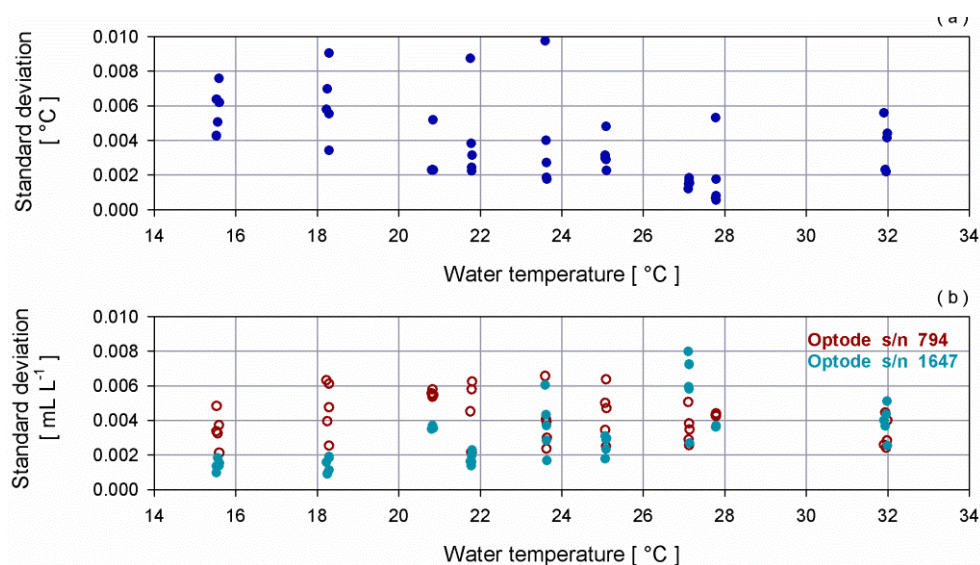 ( a )
Standard deviation
[ °C ]
0.010
0.008
0.006
0.004
0.002
0.000
14 16 18 20 22 24 26 28 30 32 34
Water temperature [ °C ]
( b )
Standard deviation
[ mL L-1 ]
0.010
0.008
0.006
0.004
0.002
0.000
Optode s/n 794
Optode s/n 1647
14 16 18 20 22 24 26 28 30 32 34
Water temperature [ °C ]